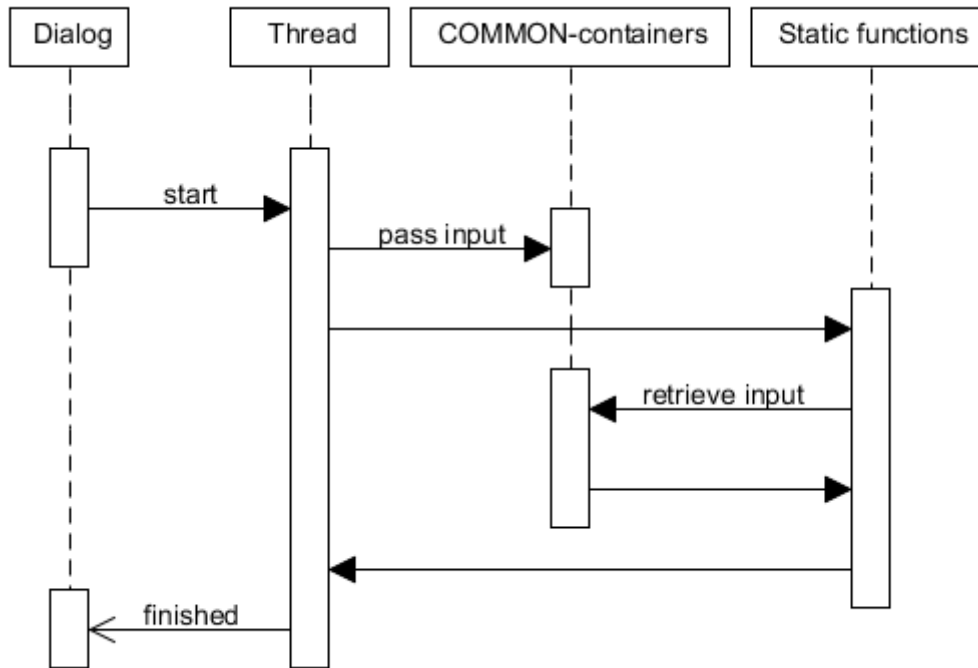 Dialog
Thread
COMMON-containers
Static functions
start
pass input
retrieve input
finished